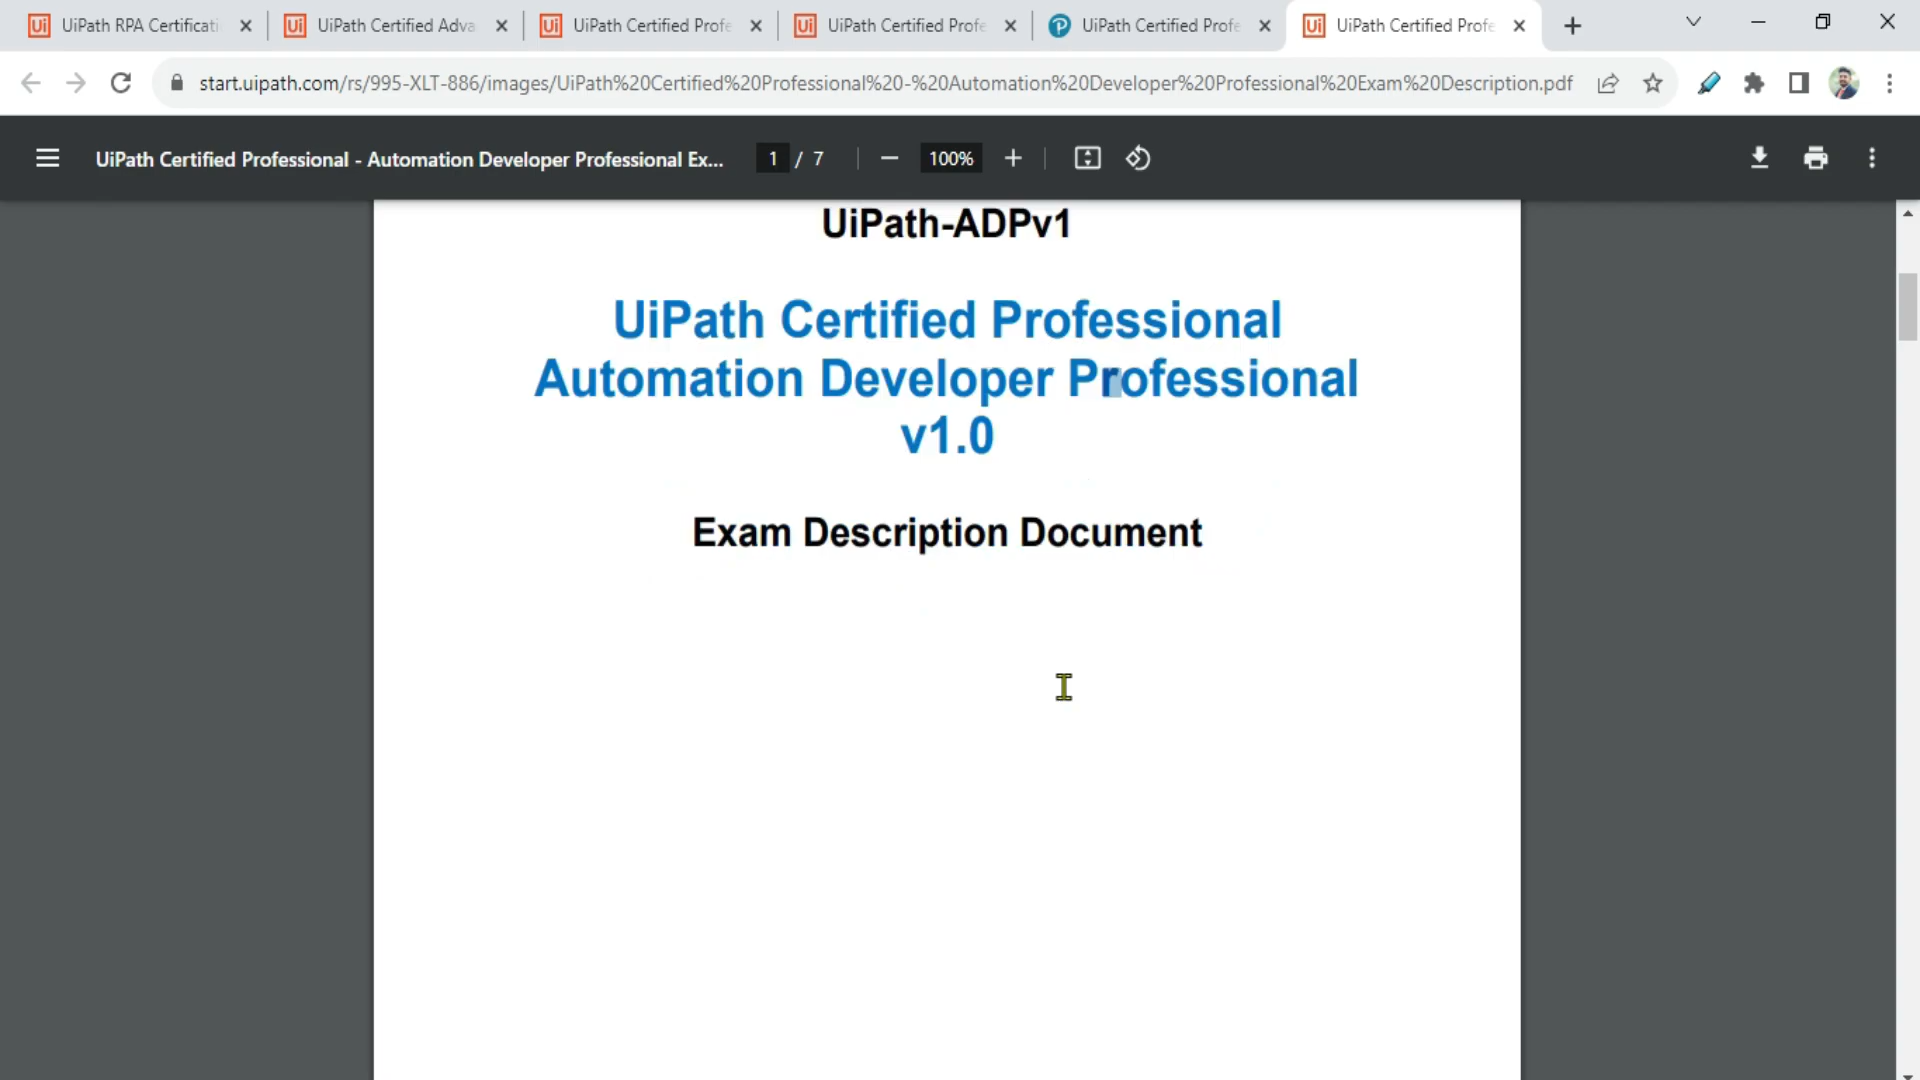 UiPath RPA Certificati
UiPath Certified Adva
UiPath Certified Profe
UiPath Certified Profe
UiPath Certified Profe
UiPath Certified Profe
start.uipath.com/rs/995-XLT-886/images/UiPath%20Certified%20Professional%20-%20Automation%20Developer%20Professional%20Exam%20Description.pdf
UiPath Certified Professional - Automation Developer Professional Ex... 1 / 7 100%
UiPath-ADPv1
UiPath Certified Professional
Automation Developer Professional
v1.0
Exam Description Document